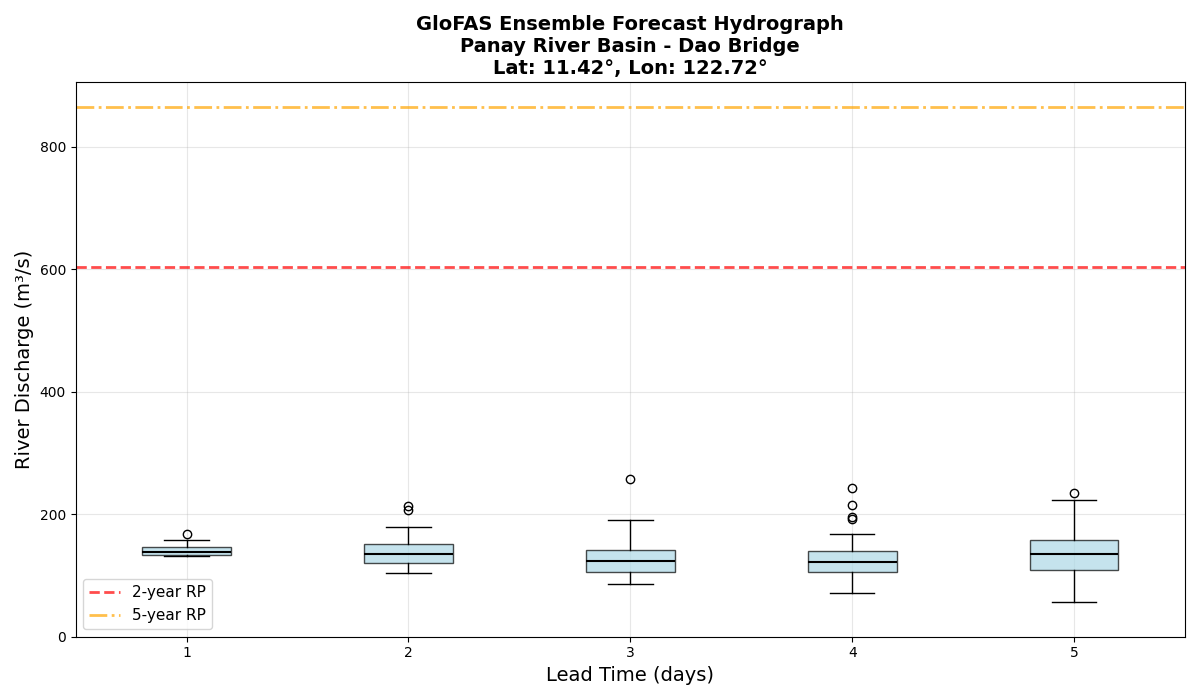 GloFAS Ensemble Forecast Hydrograph
Panay River Basin - Dao Bridge
Lat: 11.42°, Lon: 122.72°
River Discharge (m³/s)
800
600
400
200
0
2-year RP
5-year RP
1 2 3 4 5
Lead Time (days)